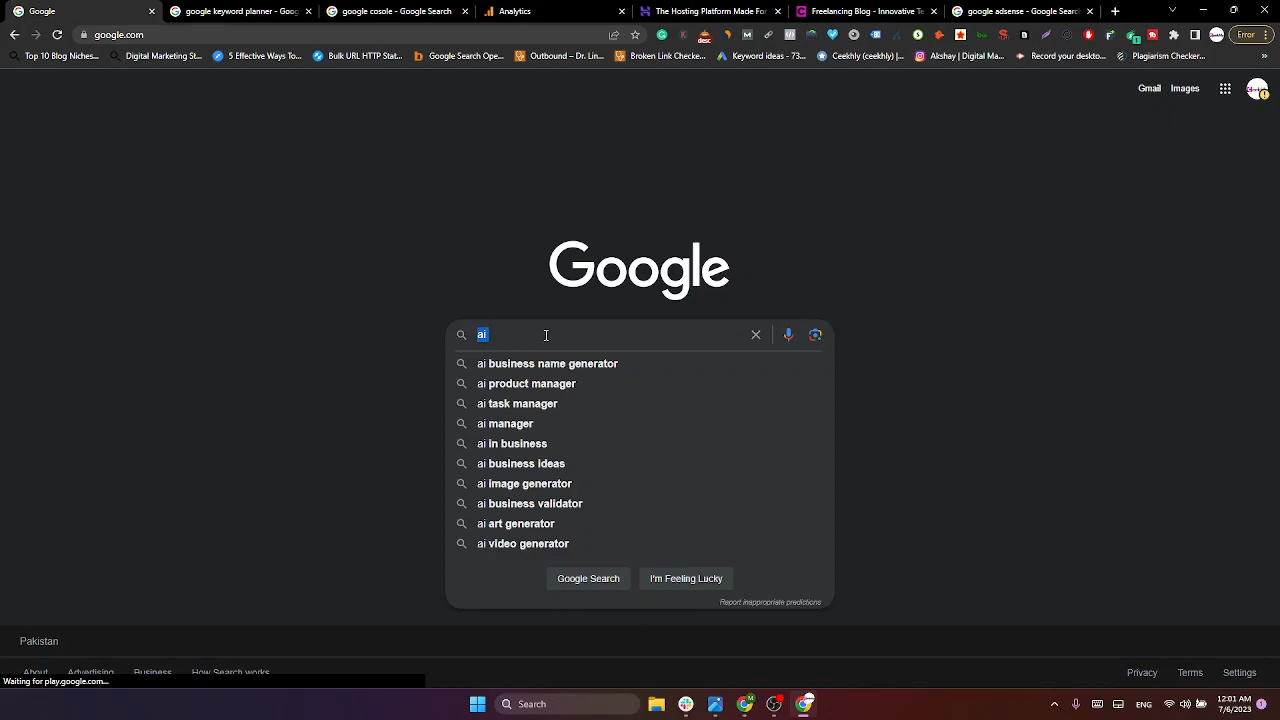 Google
google keyword planner - Goog
google cosole - Google Search
Analytics
The Hosting Platform Made For
Freelancing Blog - Innovative Te
google adsense - Google Search
google.com
Error
Top 10 Blog Niches...
Digital Marketing St...
5 Effective Ways To...
Bulk URL HTTP Stat...
Google Search Ope...
Outbound – Dr. Lin...
Broken Link Checke...
Keyword ideas - 73...
Ceekhly (ceekhly) |...
Akshay | Digital Ma...
Record your deskto...
Plagiarism Checker...
Gmail
Images
Google
ai
ai business name generator
ai product manager
ai task manager
ai manager
ai in business
ai business ideas
ai image generator
ai business validator
ai art generator
ai video generator
Google Search
I'm Feeling Lucky
Report inappropriate predictions
Pakistan
About
Advertising
Business
How Search works
Privacy
Terms
Settings
Waiting for play.google.com...
Search
12:01 AM
7/6/2023